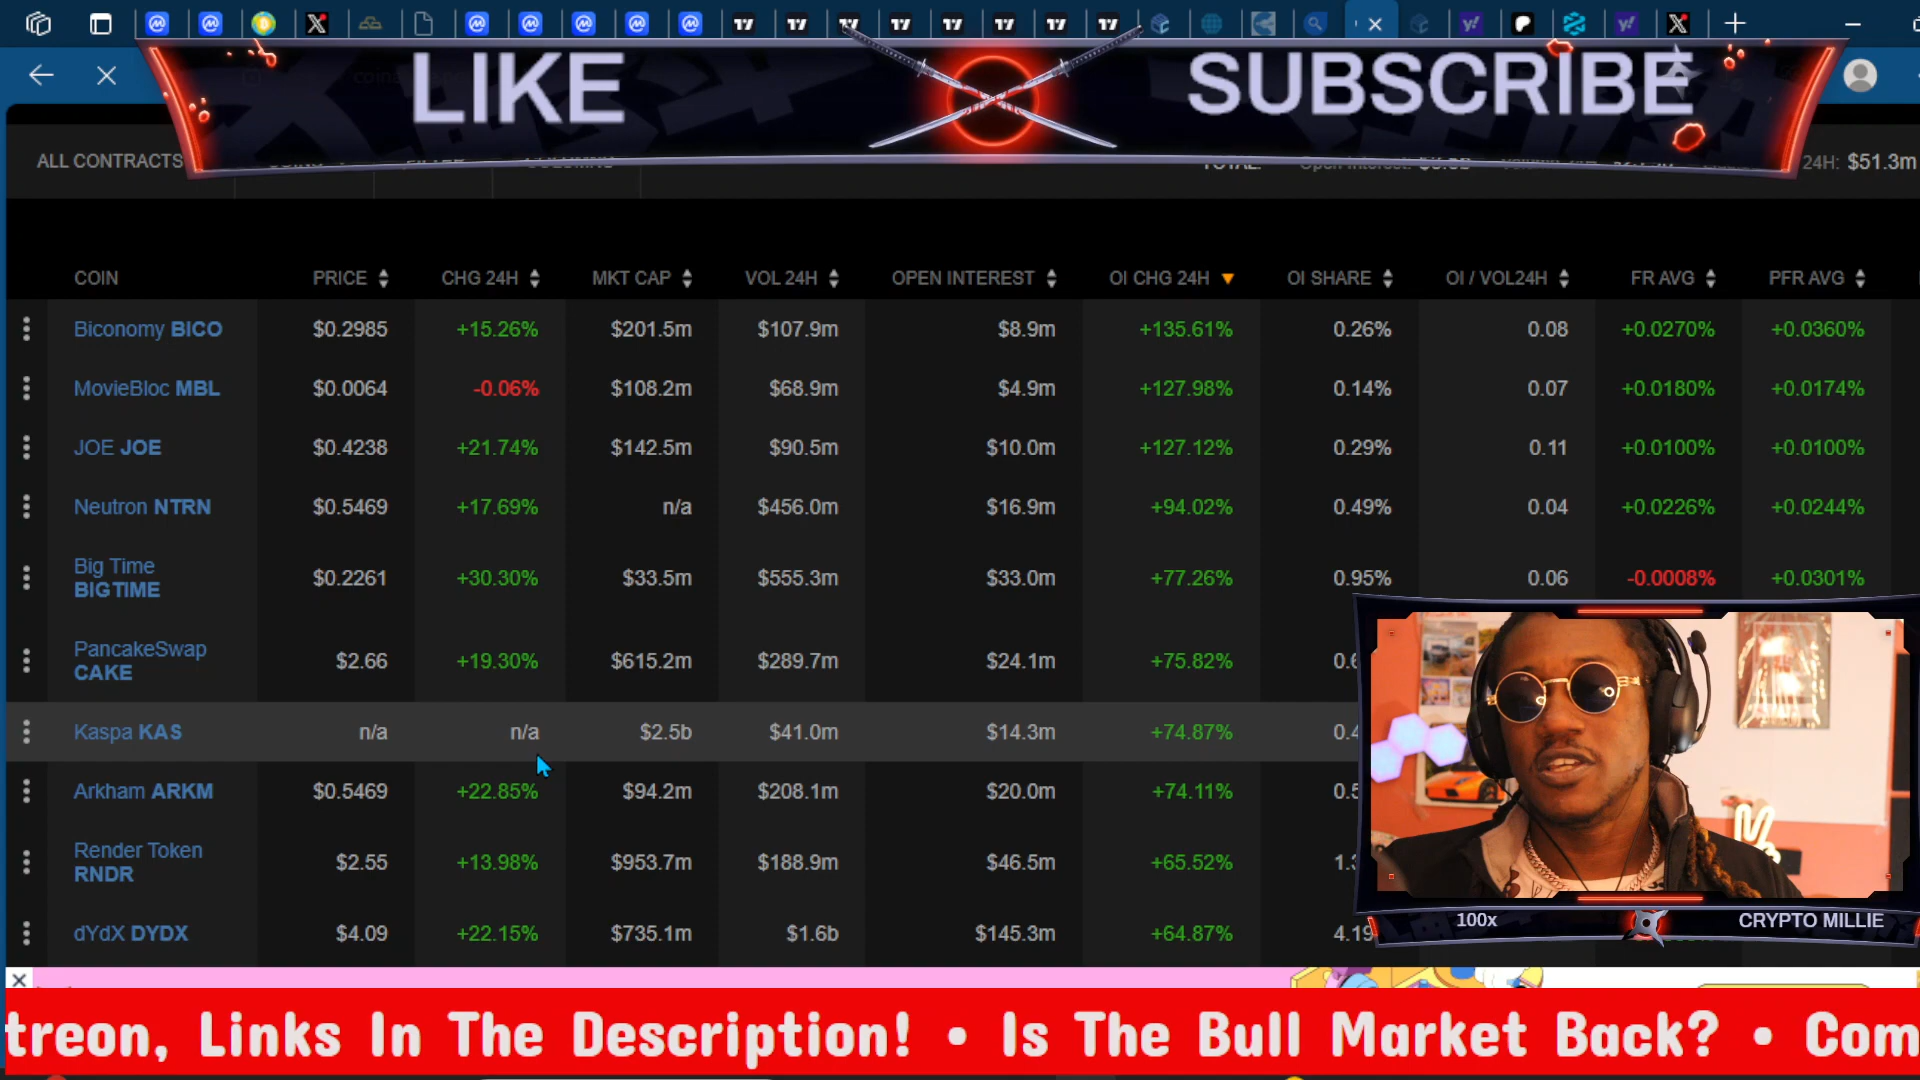 LIKE
SUBSCRIBE
ALL CONTRACTS
24H: $51.3m
COIN PRICE CHG 24H MKT CAP VOL 24H OPEN INTEREST OI CHG 24H OI SHARE OI / VOL24H FR AVG PFR AVG
Biconomy BICO $0.2985 +15.26% $201.5m $107.9m $8.9m +135.61% 0.26% 0.08 +0.0270% +0.0360%
MovieBloc MBL $0.0064 -0.06% $108.2m $68.9m $4.9m +127.98% 0.14% 0.07 +0.0180% +0.0174%
JOE JOE $0.4238 +21.74% $142.5m $90.5m $10.0m +127.12% 0.29% 0.11 +0.0100% +0.0100%
Neutron NTRN $0.5469 +17.69% n/a $456.0m $16.9m +94.02% 0.49% 0.04 +0.0226% +0.0244%
Big Time
BIGTIME $0.2261 +30.30% $33.5m $555.3m $33.0m +77.26% 0.95% 0.06 -0.0008% +0.0301%
PancakeSwap
CAKE $2.66 +19.30% $615.2m $289.7m $24.1m +75.82%
Kaspa KAS n/a n/a $2.5b $41.0m $14.3m +74.87%
Arkham ARKM $0.5469 +22.85% $94.2m $208.1m $20.0m +74.11%
Render Token
RNDR $2.55 +13.98% $953.7m $188.9m $46.5m +65.52%
dYdX DYDX $4.09 +22.15% $735.1m $1.6b $145.3m +64.87% 4.19
100x CRYPTO MILLIE
treon, Links In The Description! • Is The Bull Market Back? • Com